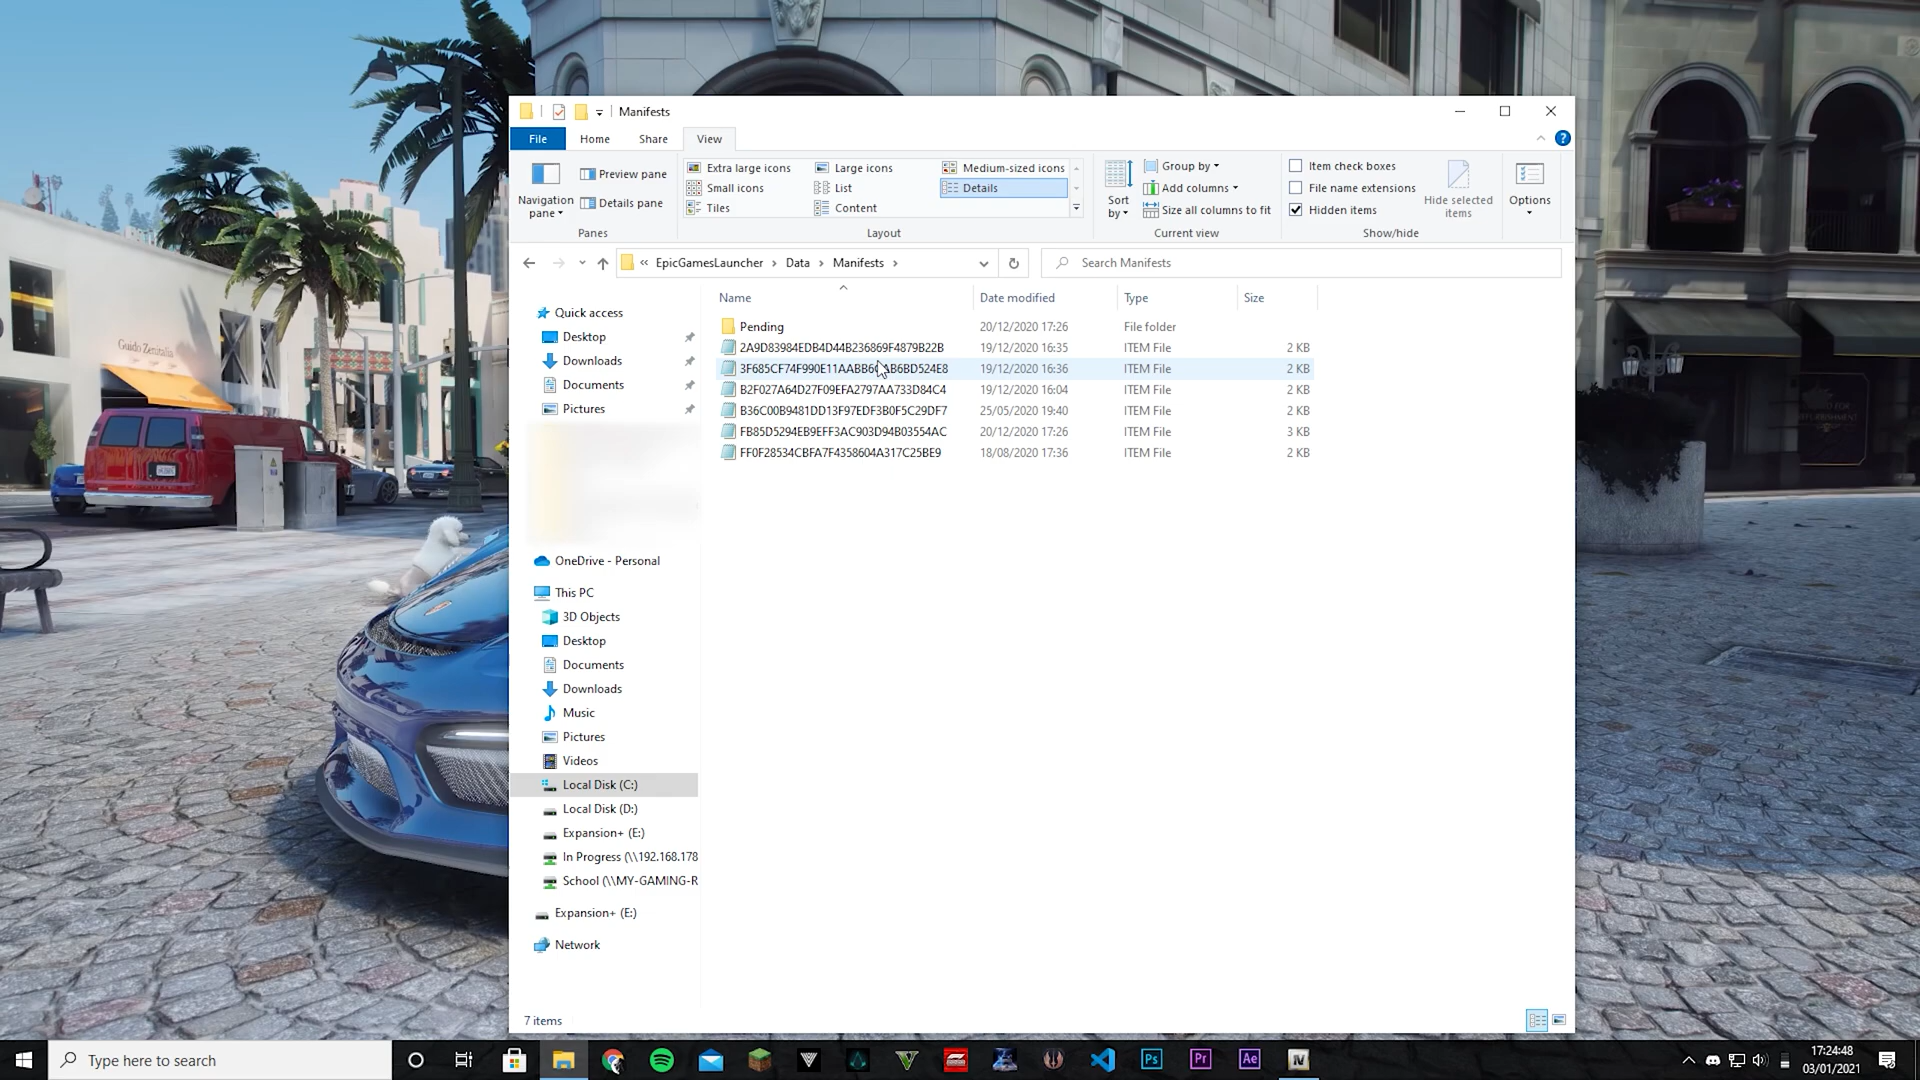 Manifests
File
Home
Share
View
Navigation pane
Preview pane
Details pane
Panes
Extra large icons
Large icons
Medium-sized icons
Small icons
List
Details
Tiles
Content
Layout
Sort by
Group by
Add columns
Size all columns to fit
Current view
Item check boxes
File name extensions
Hidden items
Hide selected items
Show/hide
Options
« EpicGamesLauncher › Data › Manifests ›
Search Manifests
Name Date modified Type Size
Pending 20/12/2020 17:26 File folder
2A9D83984EDB4D44B236869F4879B22B 19/12/2020 16:35 ITEM File 2 KB
19/12/2020 16:36 ITEM File 2 KB
B2F027A64D27F09EFA2797AA733D84C4 19/12/2020 16:04 ITEM File 2 KB
B36C00B9481DD13F97EDF3B0F5C29DF7 25/05/2020 19:40 ITEM File 2 KB
FB85D5294EB9EFF3AC903D94B03554AC 20/12/2020 17:26 ITEM File 3 KB
FF0F28534CBFA7F4358604A317C25BE9 18/08/2020 17:36 ITEM File 2 KB
Quick access
Desktop
Downloads
Documents
Pictures
OneDrive - Personal
This PC
3D Objects
Desktop
Documents
Downloads
Music
Pictures
Videos
Local Disk (C:)
Local Disk (D:)
Expansion+ (E:)
In Progress (\\192.168.178
School (\\MY-GAMING-R
Expansion+ (E:)
Network
7 items
Guido Zenitalia
Type here to search
Ps
Pr
Ae
17:24:48
03/01/2021